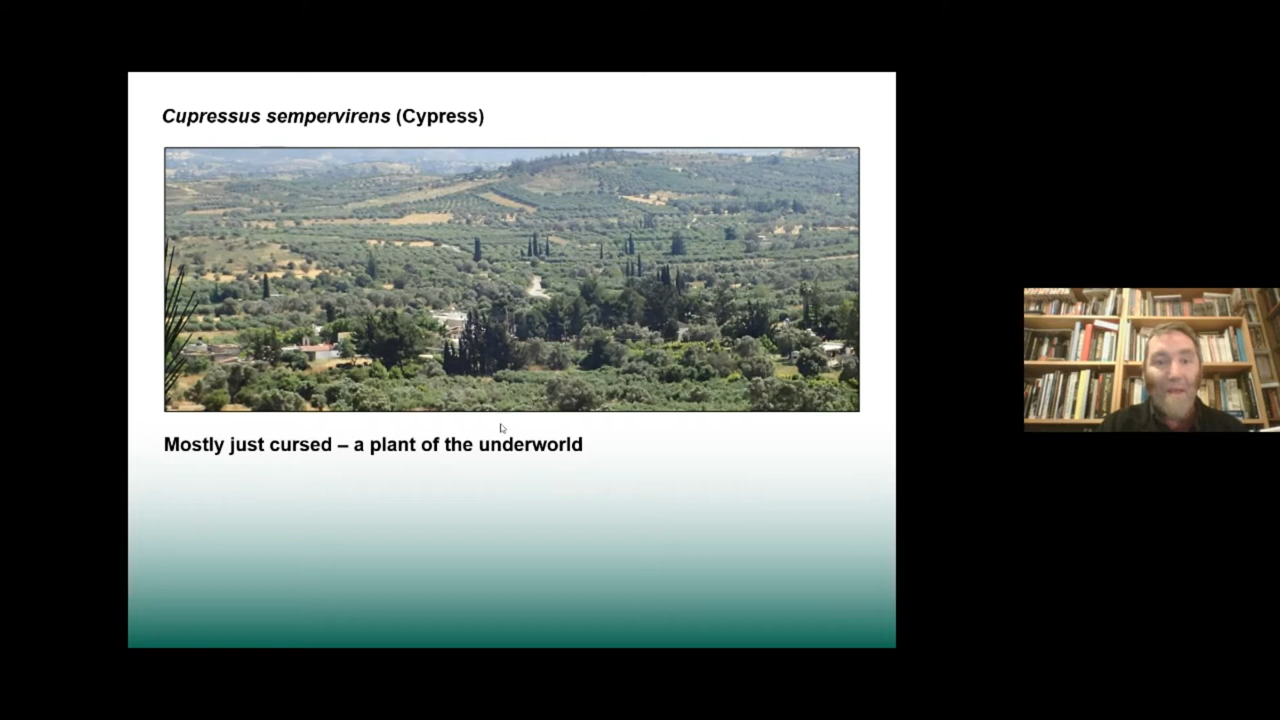 Cupressus sempervirens (Cypress)
Mostly just cursed – a plant of the underworld